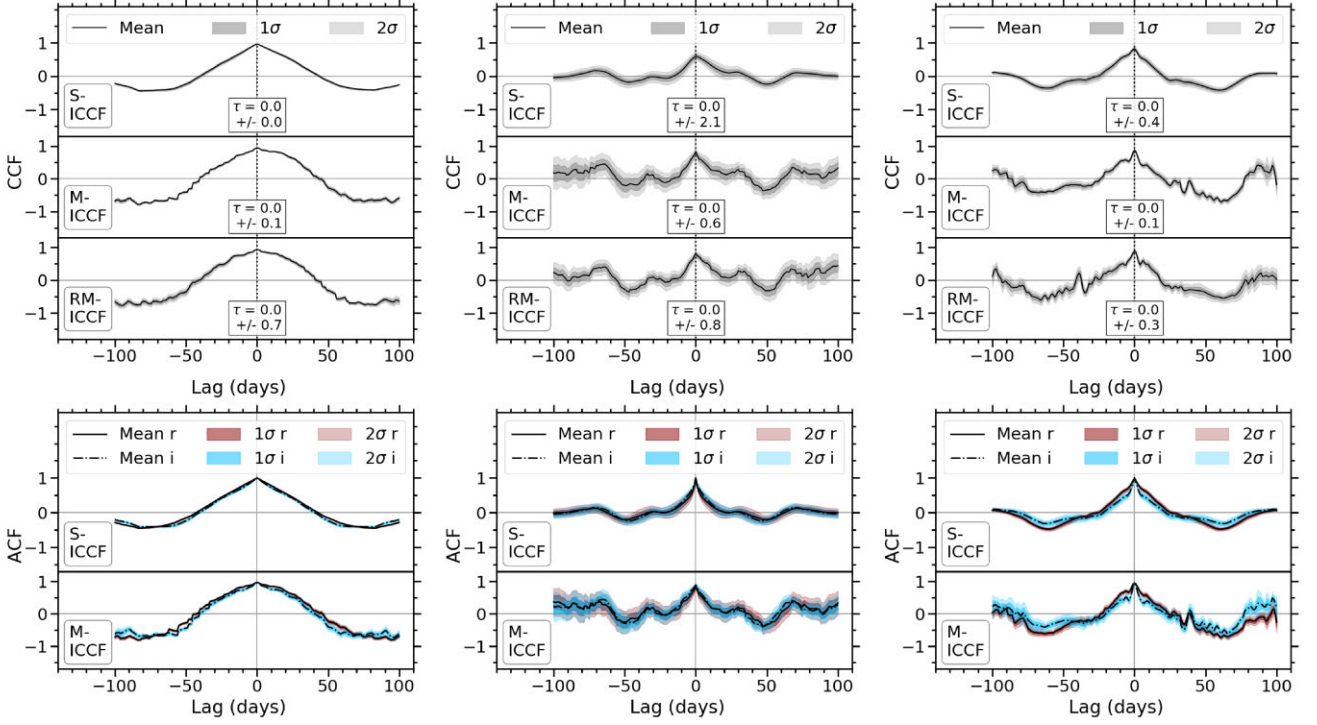 Mean 1σ 2σ
1
0
−1
S-
ICCF
τ = 0.0
+/- 0.0
CCF
1
0
−1
M-
ICCF
τ = 0.0
+/- 0.1
1
0
−1
RM-
ICCF
τ = 0.0
+/- 0.7
−100 −50 0 50 100
Lag (days)
Mean 1σ 2σ
1
0
−1
S-
ICCF
τ = 0.0
+/- 2.1
CCF
1
0
−1
M-
ICCF
τ = 0.0
+/- 0.6
1
0
−1
RM-
ICCF
τ = 0.0
+/- 0.8
−100 −50 0 50 100
Lag (days)
Mean 1σ 2σ
1
0
−1
S-
ICCF
τ = 0.0
+/- 0.4
CCF
1
0
−1
M-
ICCF
τ = 0.0
+/- 0.1
1
0
−1
RM-
ICCF
τ = 0.0
+/- 0.3
−100 −50 0 50 100
Lag (days)
Mean r 1σ r 2σ r
Mean i 1σ i 2σ i
1
0
−1
S-
ICCF
ACF
1
0
−1
M-
ICCF
−100 −50 0 50 100
Lag (days)
Mean r 1σ r 2σ r
Mean i 1σ i 2σ i
1
0
−1
S-
ICCF
ACF
1
0
−1
M-
ICCF
−100 −50 0 50 100
Lag (days)
Mean r 1σ r 2σ r
Mean i 1σ i 2σ i
1
0
−1
S-
ICCF
ACF
1
0
−1
M-
ICCF
−100 −50 0 50 100
Lag (days)